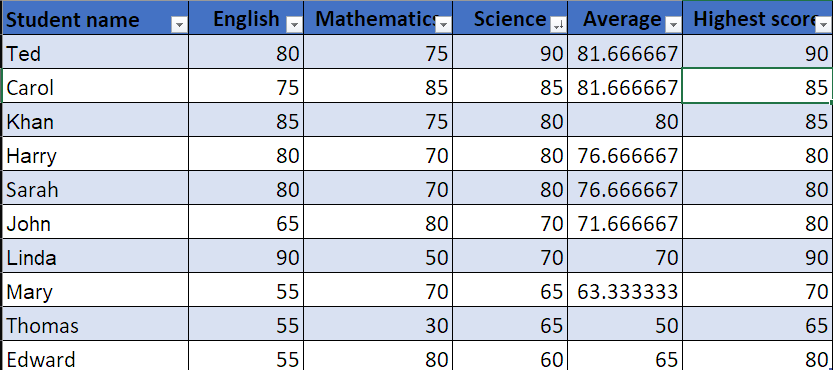 Student name English Mathematics Science Average Highest score
Ted 80 75 90 81.666667 90
Carol 75 85 85 81.666667 85
Khan 85 75 80 80 85
Harry 80 70 80 76.666667 80
Sarah 80 70 80 76.666667 80
John 65 80 70 71.666667 80
Linda 90 50 70 70 90
Mary 55 70 65 63.333333 70
Thomas 55 30 65 50 65
Edward 55 80 60 65 80